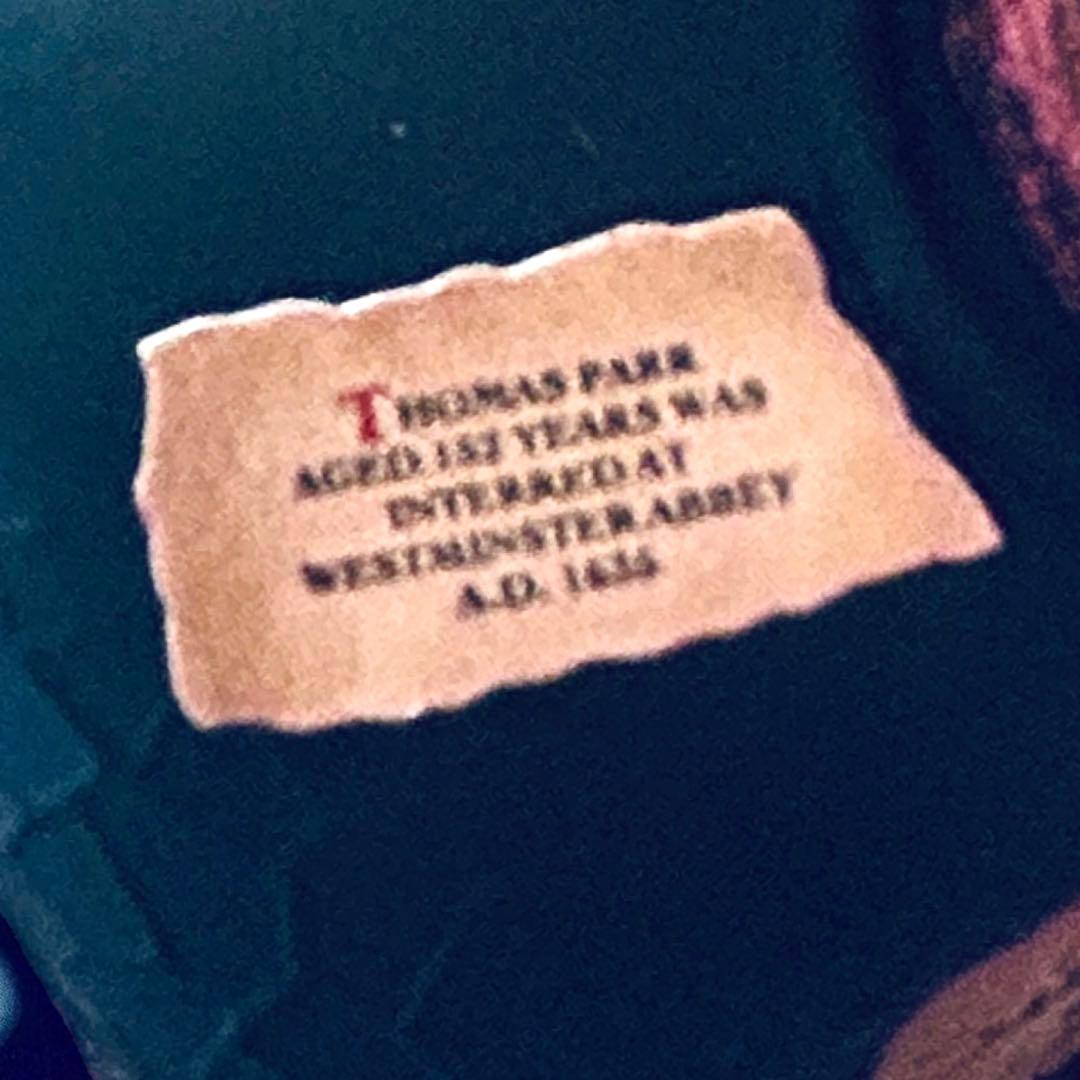 THOMAS PARR
AGED 152 YEARS WAS
INTERRED AT
WESTMINSTER ABBEY
A.D. 1635